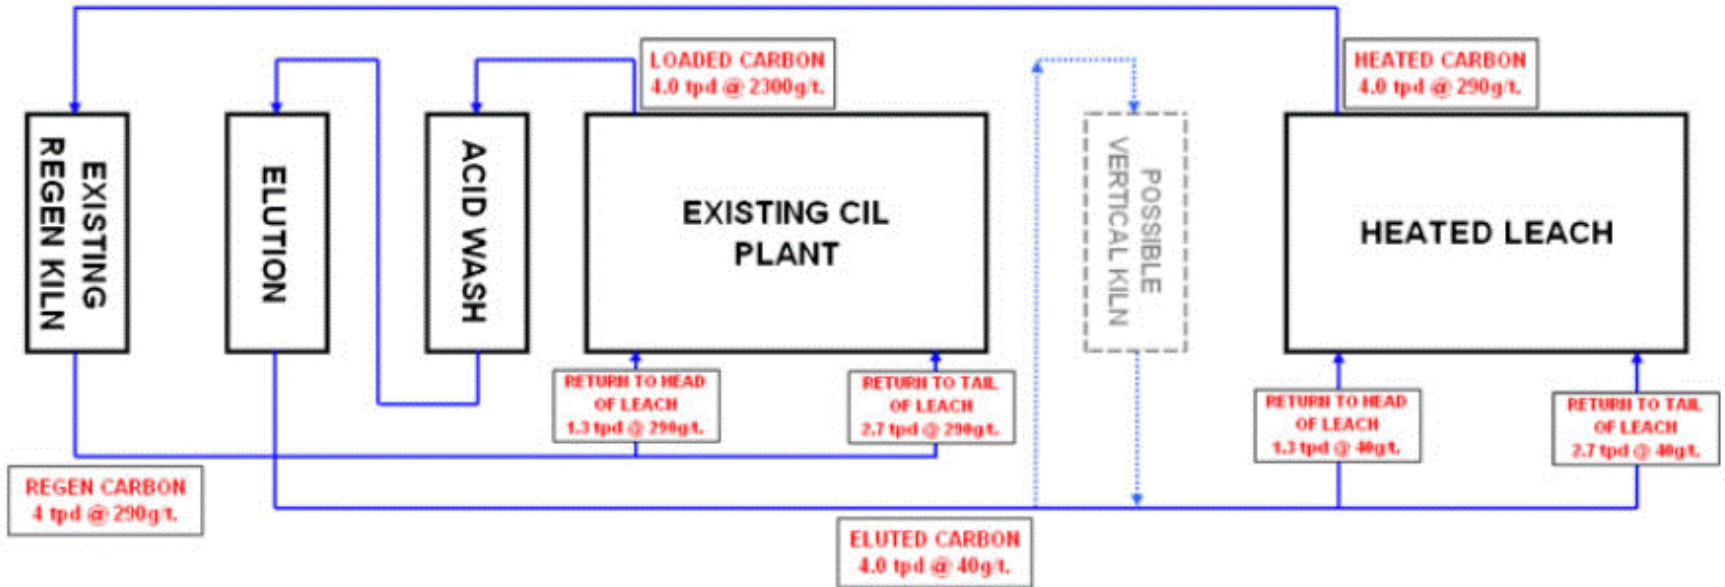 LOADED CARBON
4.0 tpd @ 2300g/t.
HEATED CARBON
4.0 tpd @ 290g/t.
EXISTING
REGEN KILN
ELUTION
ACID WASH
EXISTING CIL
PLANT
POSSIBLE
VERTICAL KILN
HEATED LEACH
RETURN TO HEAD
OF LEACH
1.3 tpd @ 290g/t.
RETURN TO TAIL
OF LEACH
2.7 tpd @ 290g/t.
RETURN TO HEAD
OF LEACH
1.3 tpd @ 40g/t.
RETURN TO TAIL
OF LEACH
2.7 tpd @ 40g/t.
REGEN CARBON
4 tpd @ 290g/t.
ELUTED CARBON
4.0 tpd @ 40g/t.